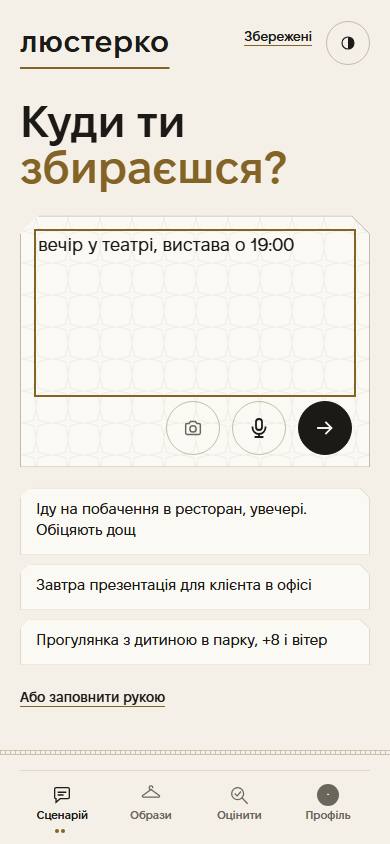 люстерко
Збережені
Куди ти
збираєшся?
вечір у театрі, вистава о 19:00
Іду на побачення в ресторан, увечері.
Обіцяють дощ
Завтра презентація для клієнта в офісі
Прогулянка з дитиною в парку, +8 і вітер
Або заповнити рукою
Сценарій
Образи
Оцінити
Профіль